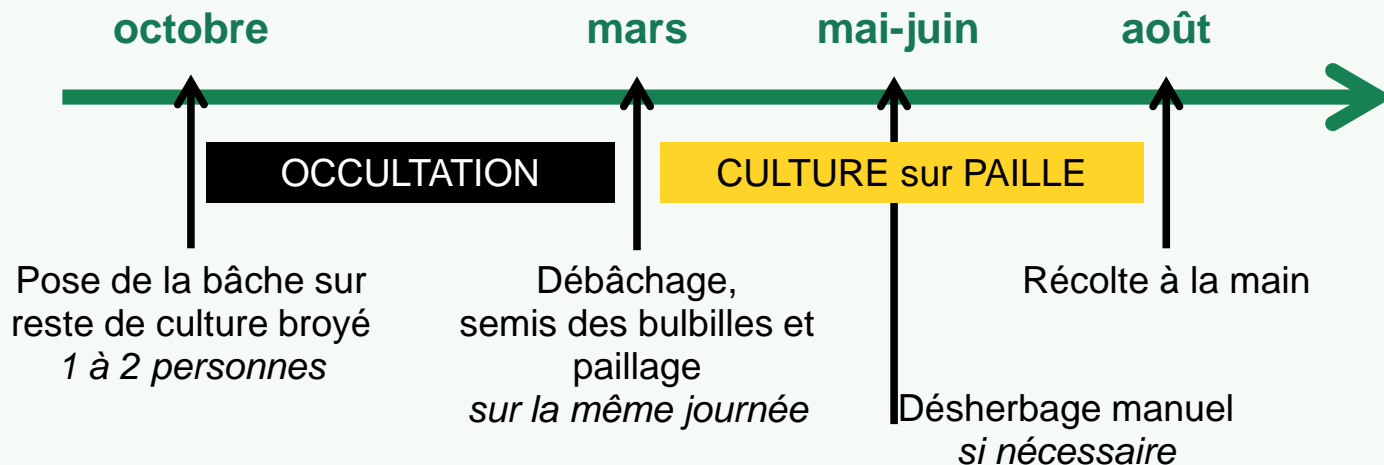 octobre
mars
mai-juin
août
OCCULTATION
CULTURE sur PAILLE
Pose de la bâche sur
reste de culture broyé
1 à 2 personnes
Débâchage,
semis des bulbilles et
paillage
sur la même journée
Désherbage manuel
si nécessaire
Récolte à la main